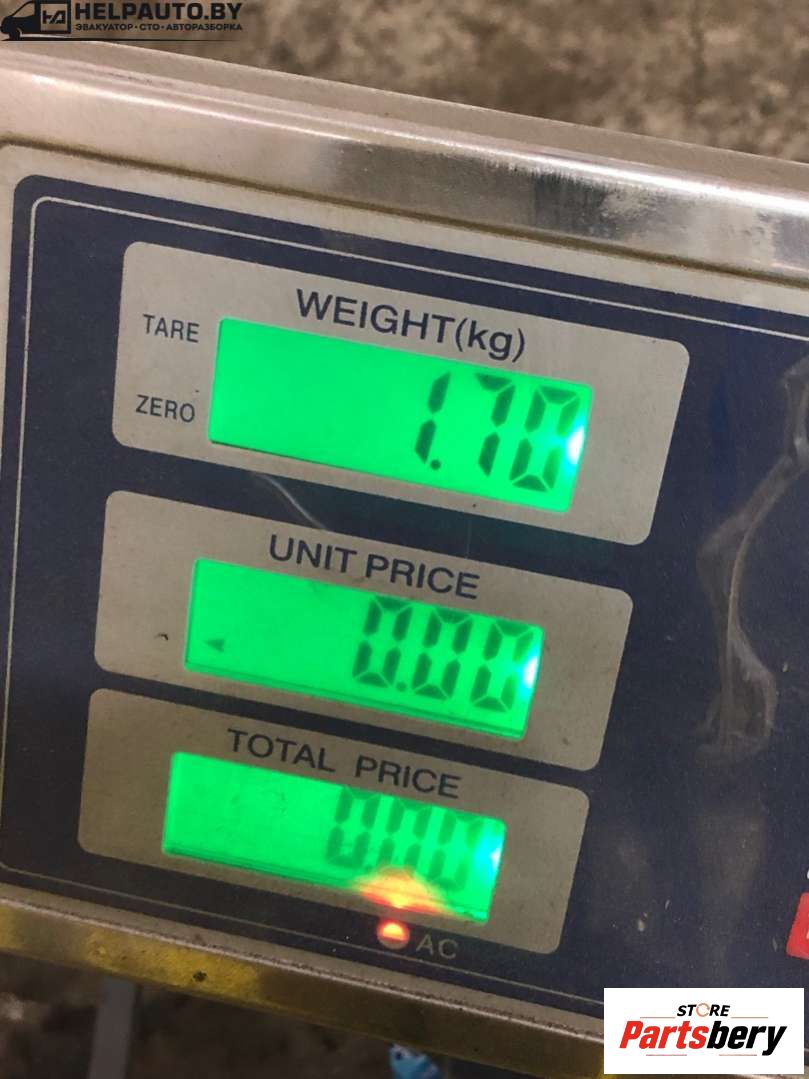 HELPAUTO.BY
ЭВАКУАТОР•СТО•АВТОРАЗБОРКА
WEIGHT(kg)
TARE
1.70
ZERO
UNIT PRICE
0.00
TOTAL PRICE
0.00
AC
STORE
Partsbery